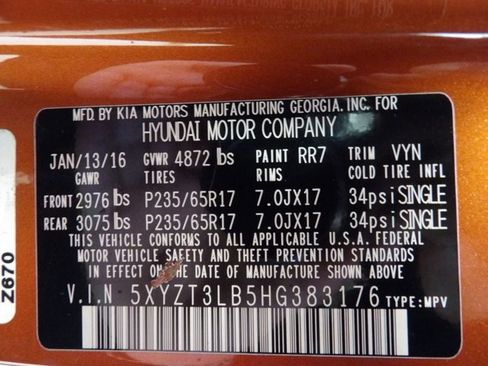 MFD. BY KIA MOTORS MANUFACTURING GEORGIA, INC. FOR
HYUNDAI MOTOR COMPANY
JAN/13/16 GVWR 4872 lbs PAINT RR7 TRIM VYN
GAWR TIRES RIMS COLD TIRE INFL
FRONT 2976 lbs P235/65R17 7.0JX17 34psi SINGLE
REAR 3075 lbs P235/65R17 7.0JX17 34psi SINGLE
THIS VEHICLE CONFORMS TO ALL APPLICABLE U.S.A. FEDERAL
MOTOR VEHICLE SAFETY AND THEFT PREVENTION STANDARDS
IN EFFECT ON THE DATE OF MANUFACTURE SHOWN ABOVE.
V.I.N. 5XYZT3LB5HG383176 TYPE: MPV
Z670